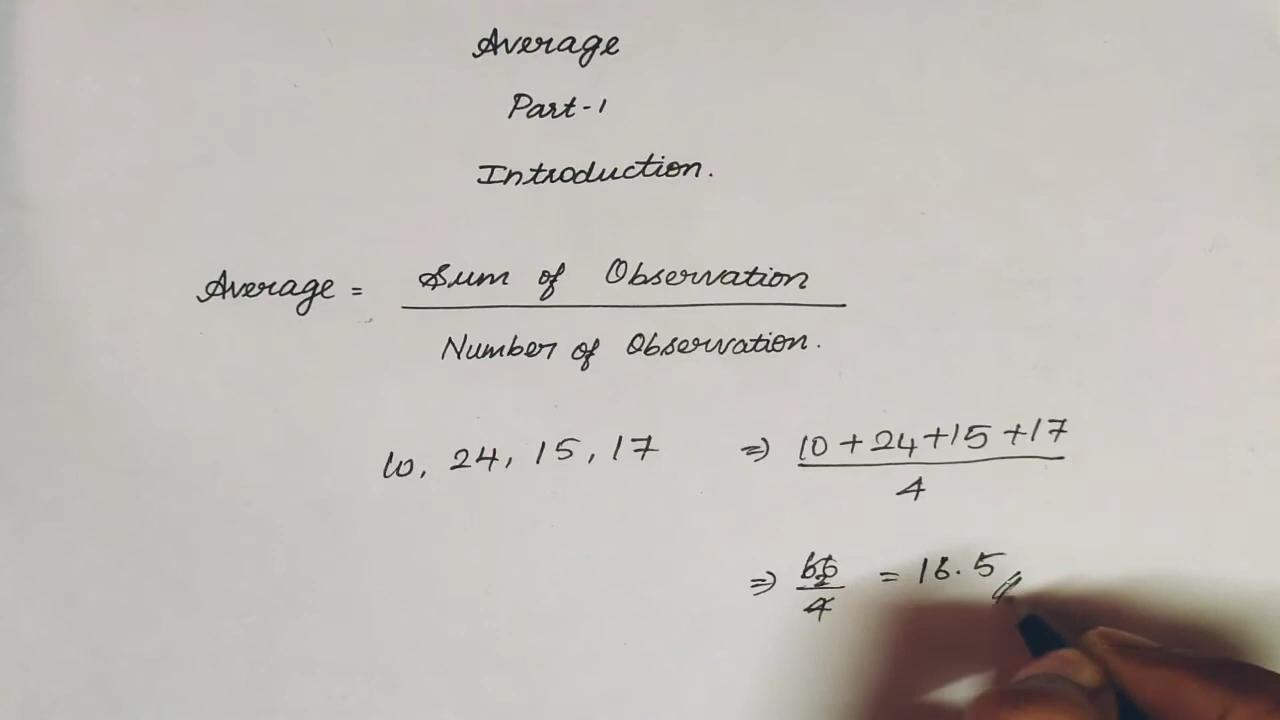 Average
Part-1
Introduction.
Average = Sum of Observation / Number of Observation.
10, 24, 15, 17 ⇒ 10+24+15+17 / 4
⇒ 66/4 = 16.5